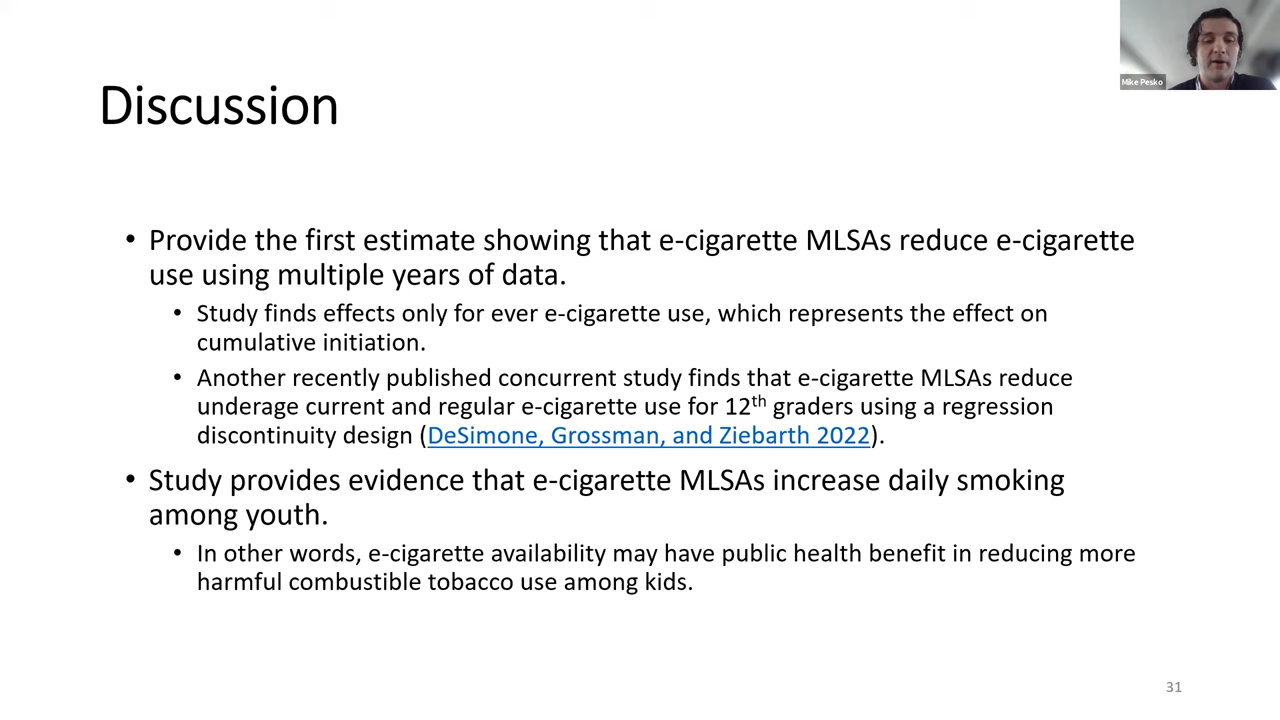 Mike Pesko
Discussion
• Provide the first estimate showing that e-cigarette MLSAs reduce e-cigarette
use using multiple years of data.
• Study finds effects only for ever e-cigarette use, which represents the effect on
cumulative initiation.
• Another recently published concurrent study finds that e-cigarette MLSAs reduce
underage current and regular e-cigarette use for 12th graders using a regression
discontinuity design (DeSimone, Grossman, and Ziebarth 2022).
• Study provides evidence that e-cigarette MLSAs increase daily smoking
among youth.
• In other words, e-cigarette availability may have public health benefit in reducing more
harmful combustible tobacco use among kids.
31